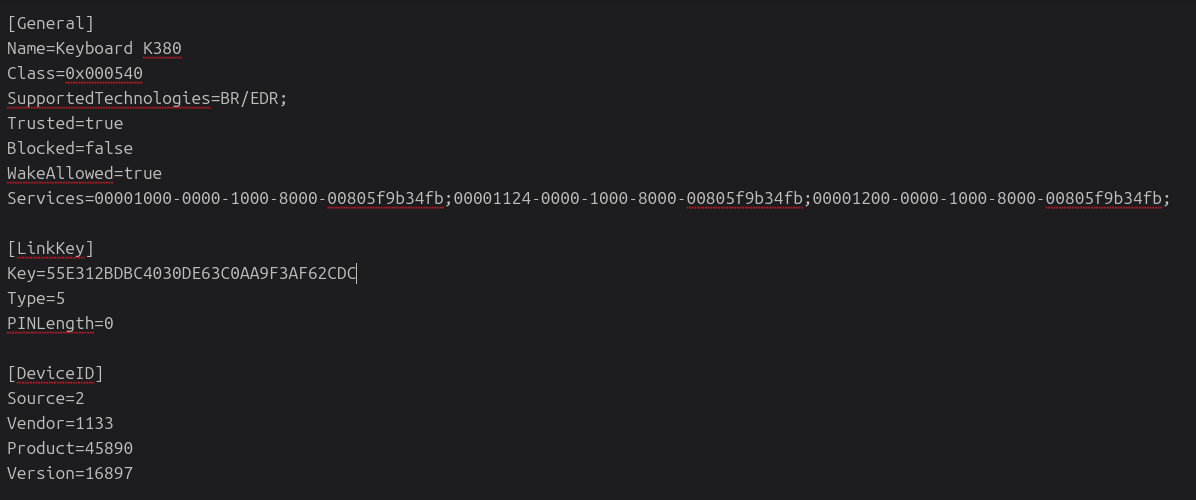 [General]
Name=Keyboard K380
Class=0x000540
SupportedTechnologies=BR/EDR;
Trusted=true
Blocked=false
WakeAllowed=true
Services=00001000-0000-1000-8000-00805f9b34fb;00001124-0000-1000-8000-00805f9b34fb;00001200-0000-1000-8000-00805f9b34fb;
[LinkKey]
Key=55E312BDBC4030DE63C0AA9F3AF62CDC
Type=5
PINLength=0
[DeviceID]
Source=2
Vendor=1133
Product=45890
Version=16897